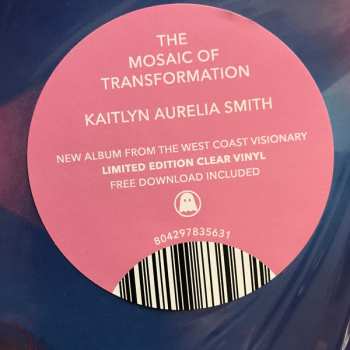 THE
MOSAIC OF
TRANSFORMATION
KAITLYN AURELIA SMITH
NEW ALBUM FROM THE WEST COAST VISIONARY
LIMITED EDITION CLEAR VINYL
FREE DOWNLOAD INCLUDED
804297835631